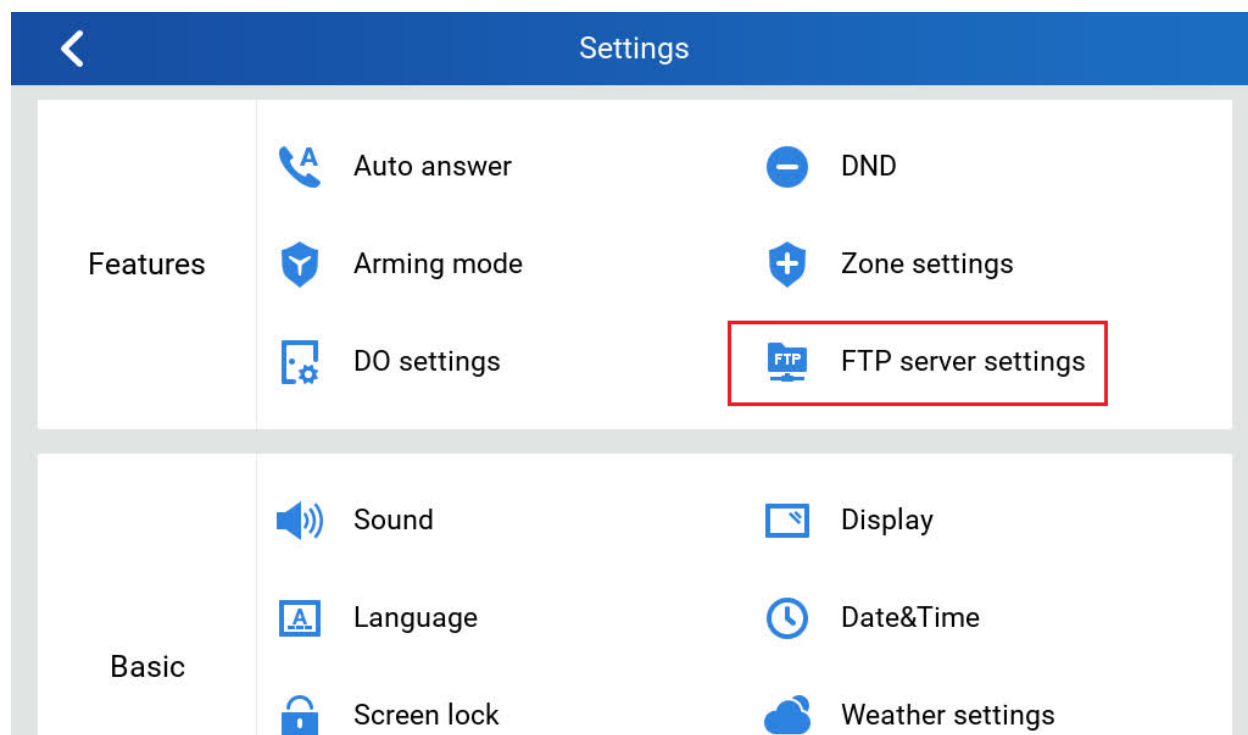 Settings
Features
A
Auto answer
DND
Arming mode
Zone settings
DO settings
FTP
FTP server settings
Basic
Sound
Display
A
Language
Date&Time
Screen lock
Weather settings